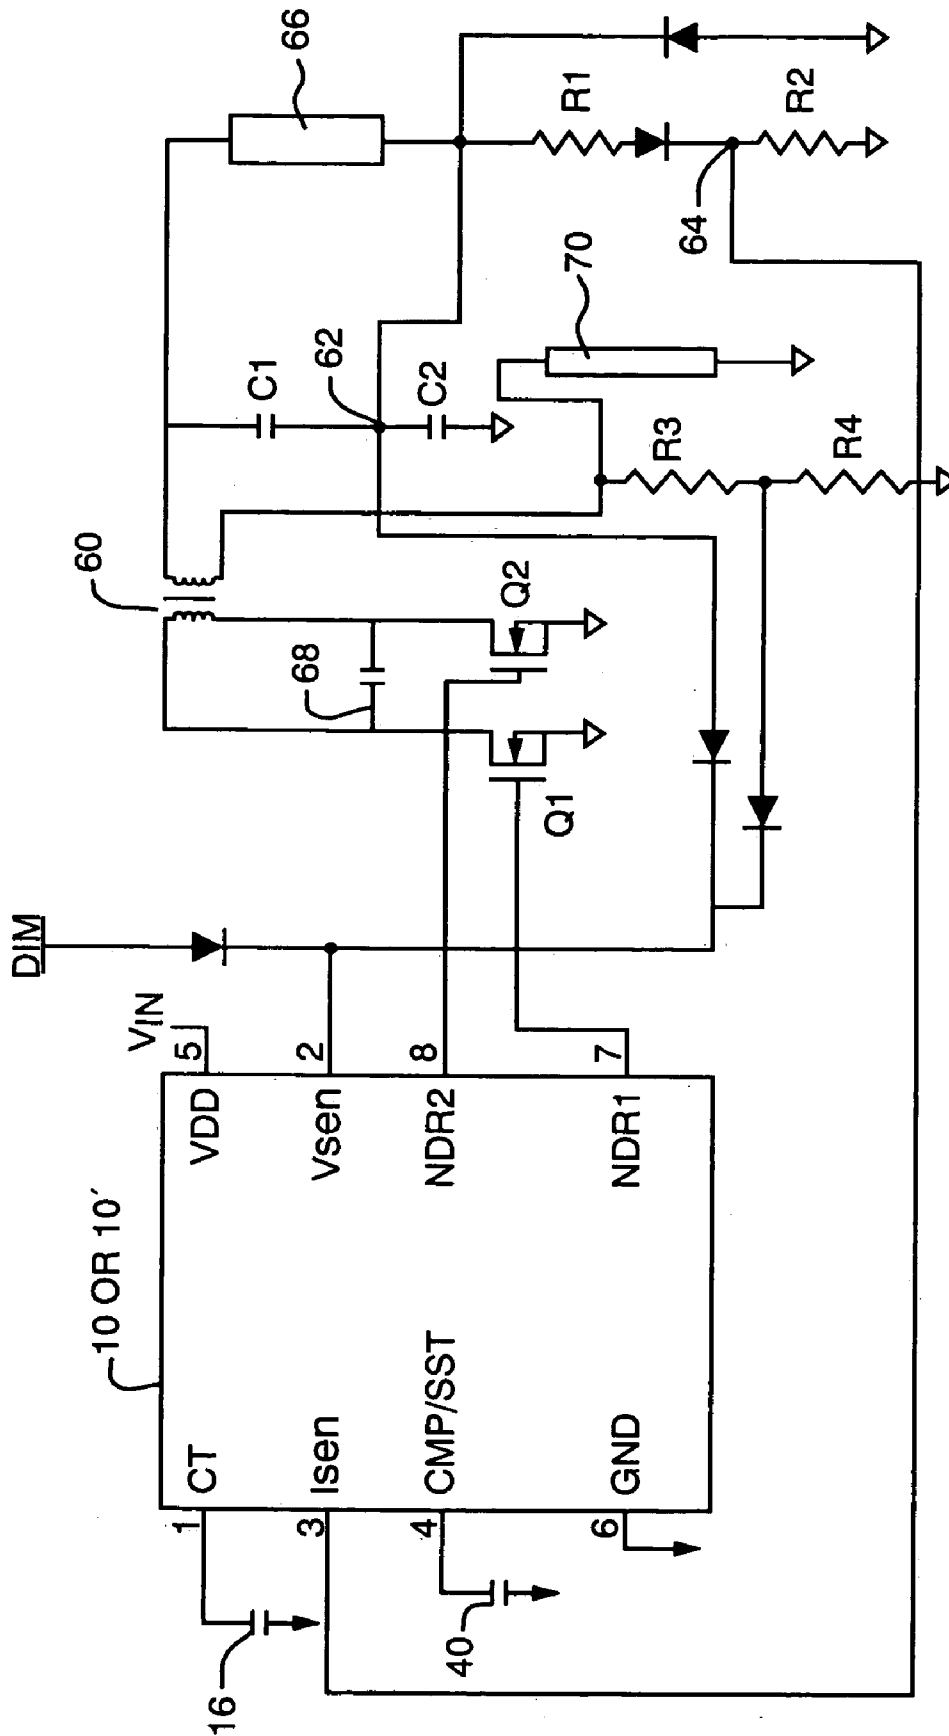 10 OR 10′
DIM
VIN
CT
Isen
CMP/SST
GND
VDD
Vsen
NDR2
NDR1
1
3
4
6
5
2
8
7
16
40
60
68
Q1
Q2
C1
62
C2
66
R1
64
R2
70
R3
R4